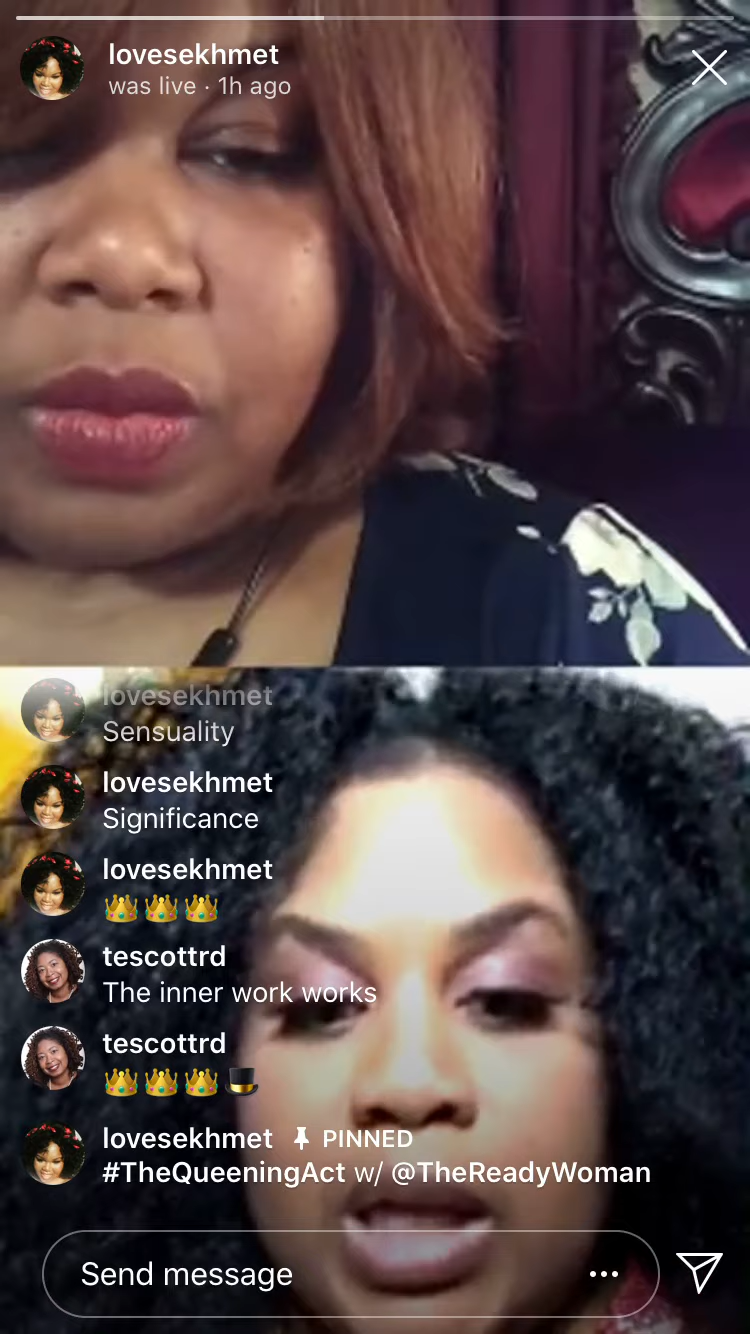 lovesekhmet
was live · 1h ago
lovesekhmet
Sensuality
lovesekhmet
Significance
lovesekhmet
👑👑👑
tescottrd
The inner work works
tescottrd
👑👑👑🎩
lovesekhmet 📌 PINNED
#TheQueeningAct w/ @TheReadyWoman
Send message